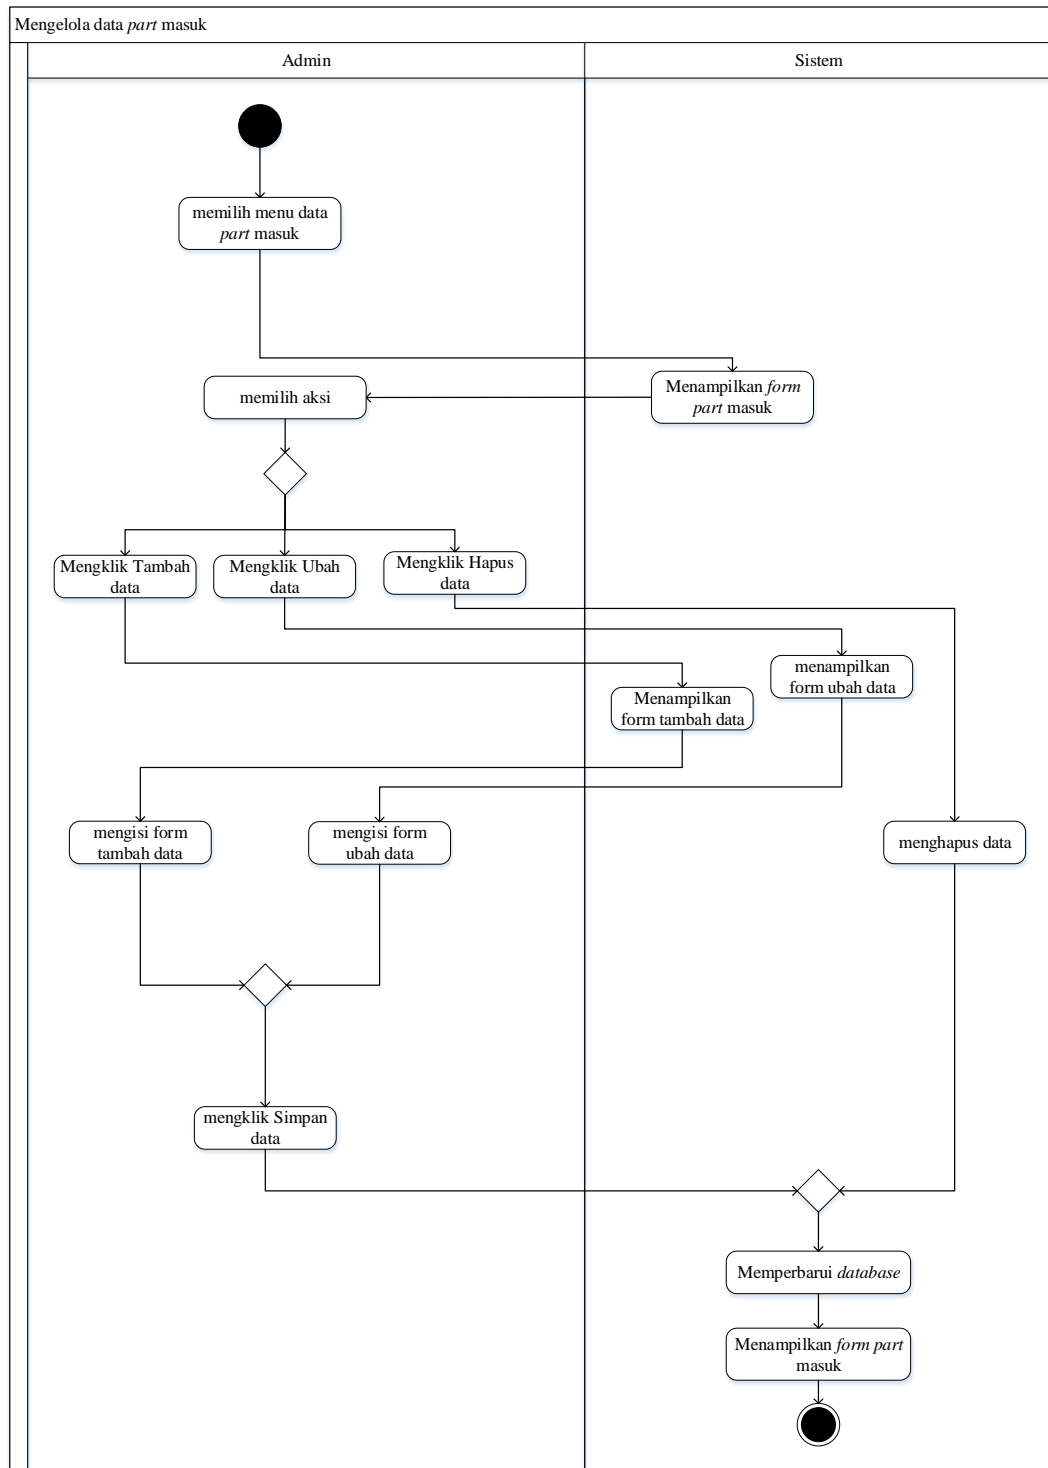 Mengelola data part masuk
Admin
Sistem
memilih menu data
part masuk
Menampilkan form
part masuk
memilih aksi
Mengklik Tambah
data
Mengklik Ubah
data
Mengklik Hapus
data
menampilkan
form ubah data
Menampilkan
form tambah data
mengisi form
tambah data
mengisi form
ubah data
menghapus data
mengklik Simpan
data
Memperbarui database
Menampilkan form part
masuk